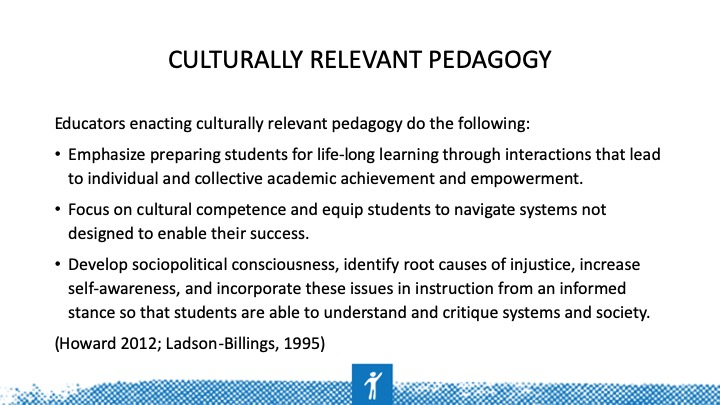 CULTURALLY RELEVANT PEDAGOGY
Educators enacting culturally relevant pedagogy do the following:
• Emphasize preparing students for life-long learning through interactions that lead
to individual and collective academic achievement and empowerment.
• Focus on cultural competence and equip students to navigate systems not
designed to enable their success.
• Develop sociopolitical consciousness, identify root causes of injustice, increase
self-awareness, and incorporate these issues in instruction from an informed
stance so that students are able to understand and critique systems and society.
(Howard 2012; Ladson-Billings, 1995)